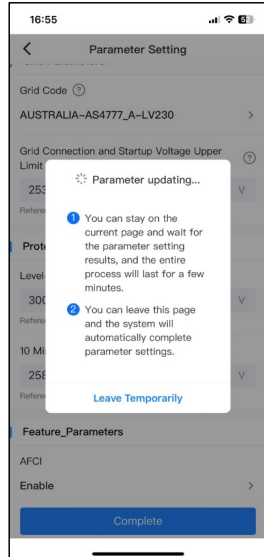 16:55
Parameter Setting
Grid Code ?
AUSTRALIA-AS4777_A-LV230 >
Grid Connection and Startup Voltage Upper
Limit ?
253 V
Parameter updating...
1 You can stay on the
current page and wait for
the parameter setting
results, and the entire
process will last for a few
minutes.
2 You can leave this page
and the system will
automatically complete
parameter settings.
Leave Temporarily
300 V
10 Mi
258 V
Feature_Parameters
AFCI
Enable >
Complete